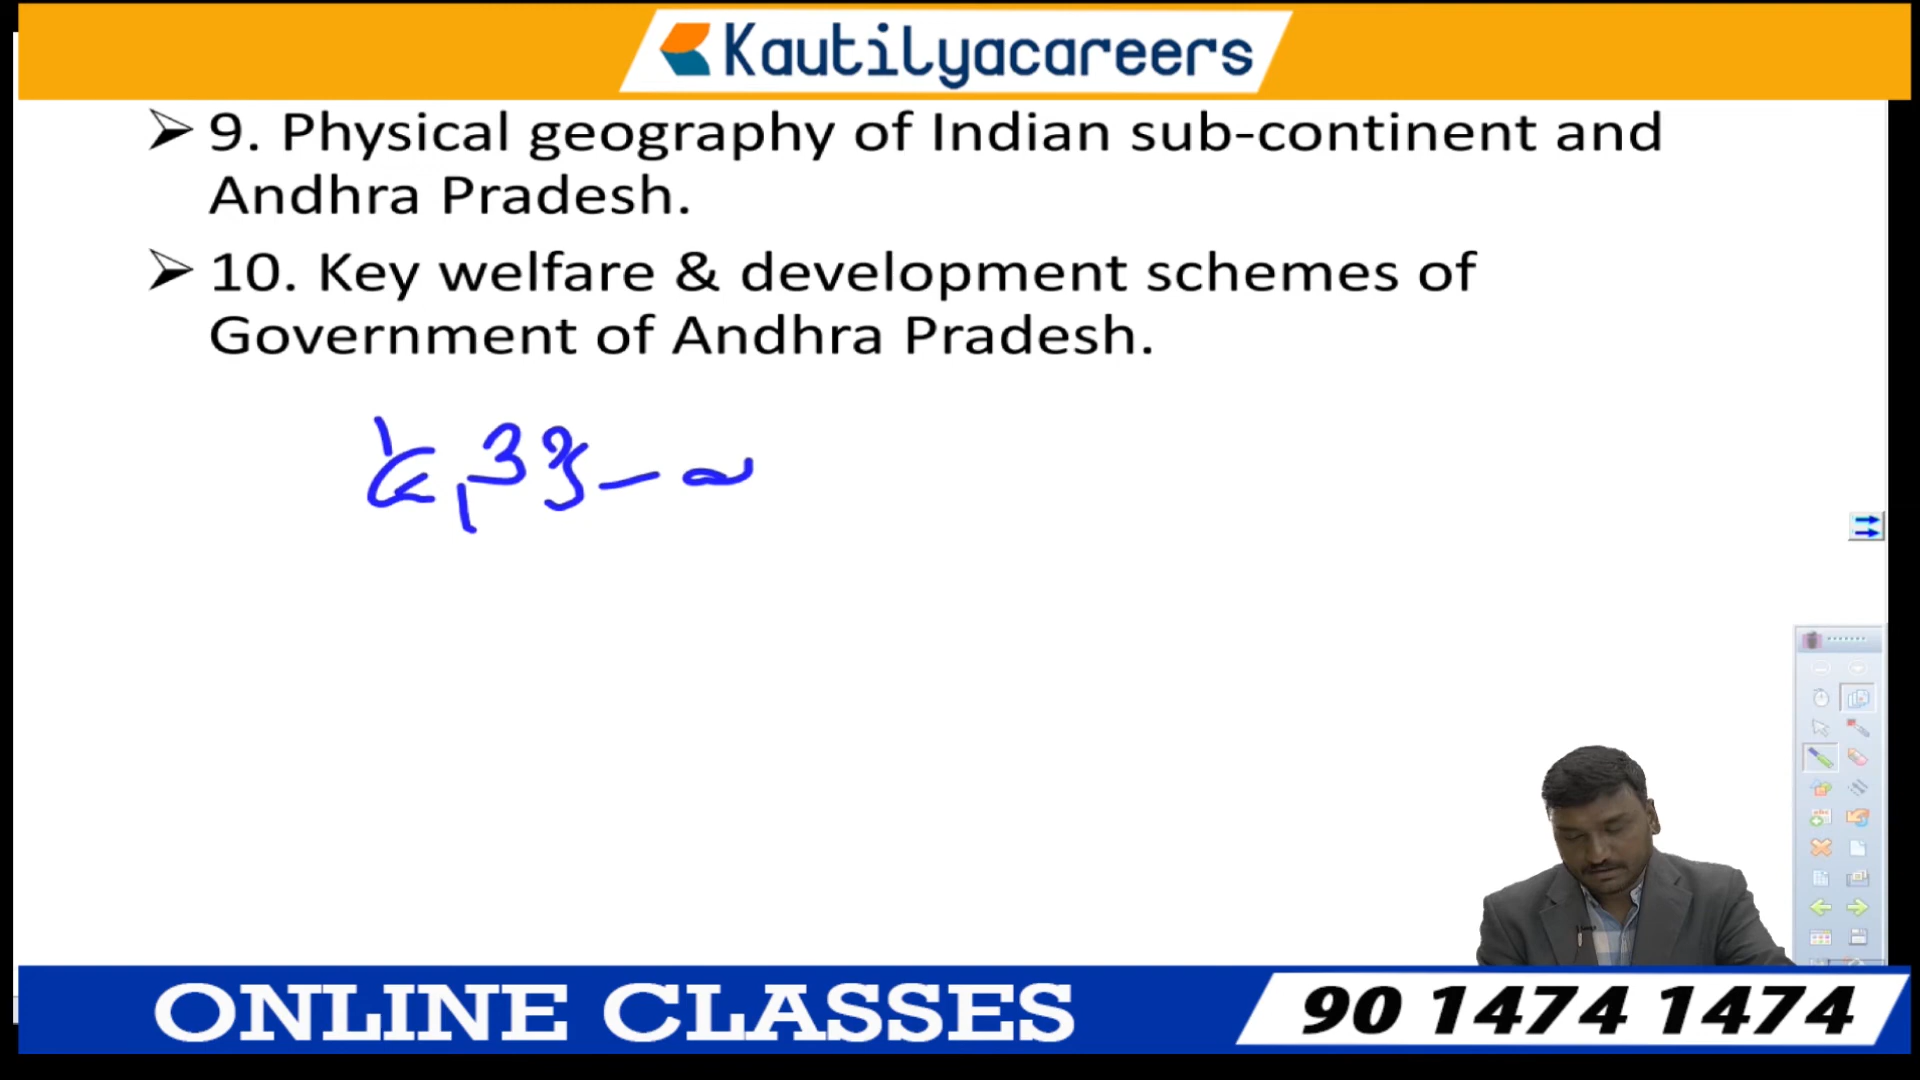 Kautilyacareers
➢ 9. Physical geography of Indian sub-continent and
Andhra Pradesh.
➢ 10. Key welfare & development schemes of
Government of Andhra Pradesh.
ONLINE CLASSES
90 1474 1474